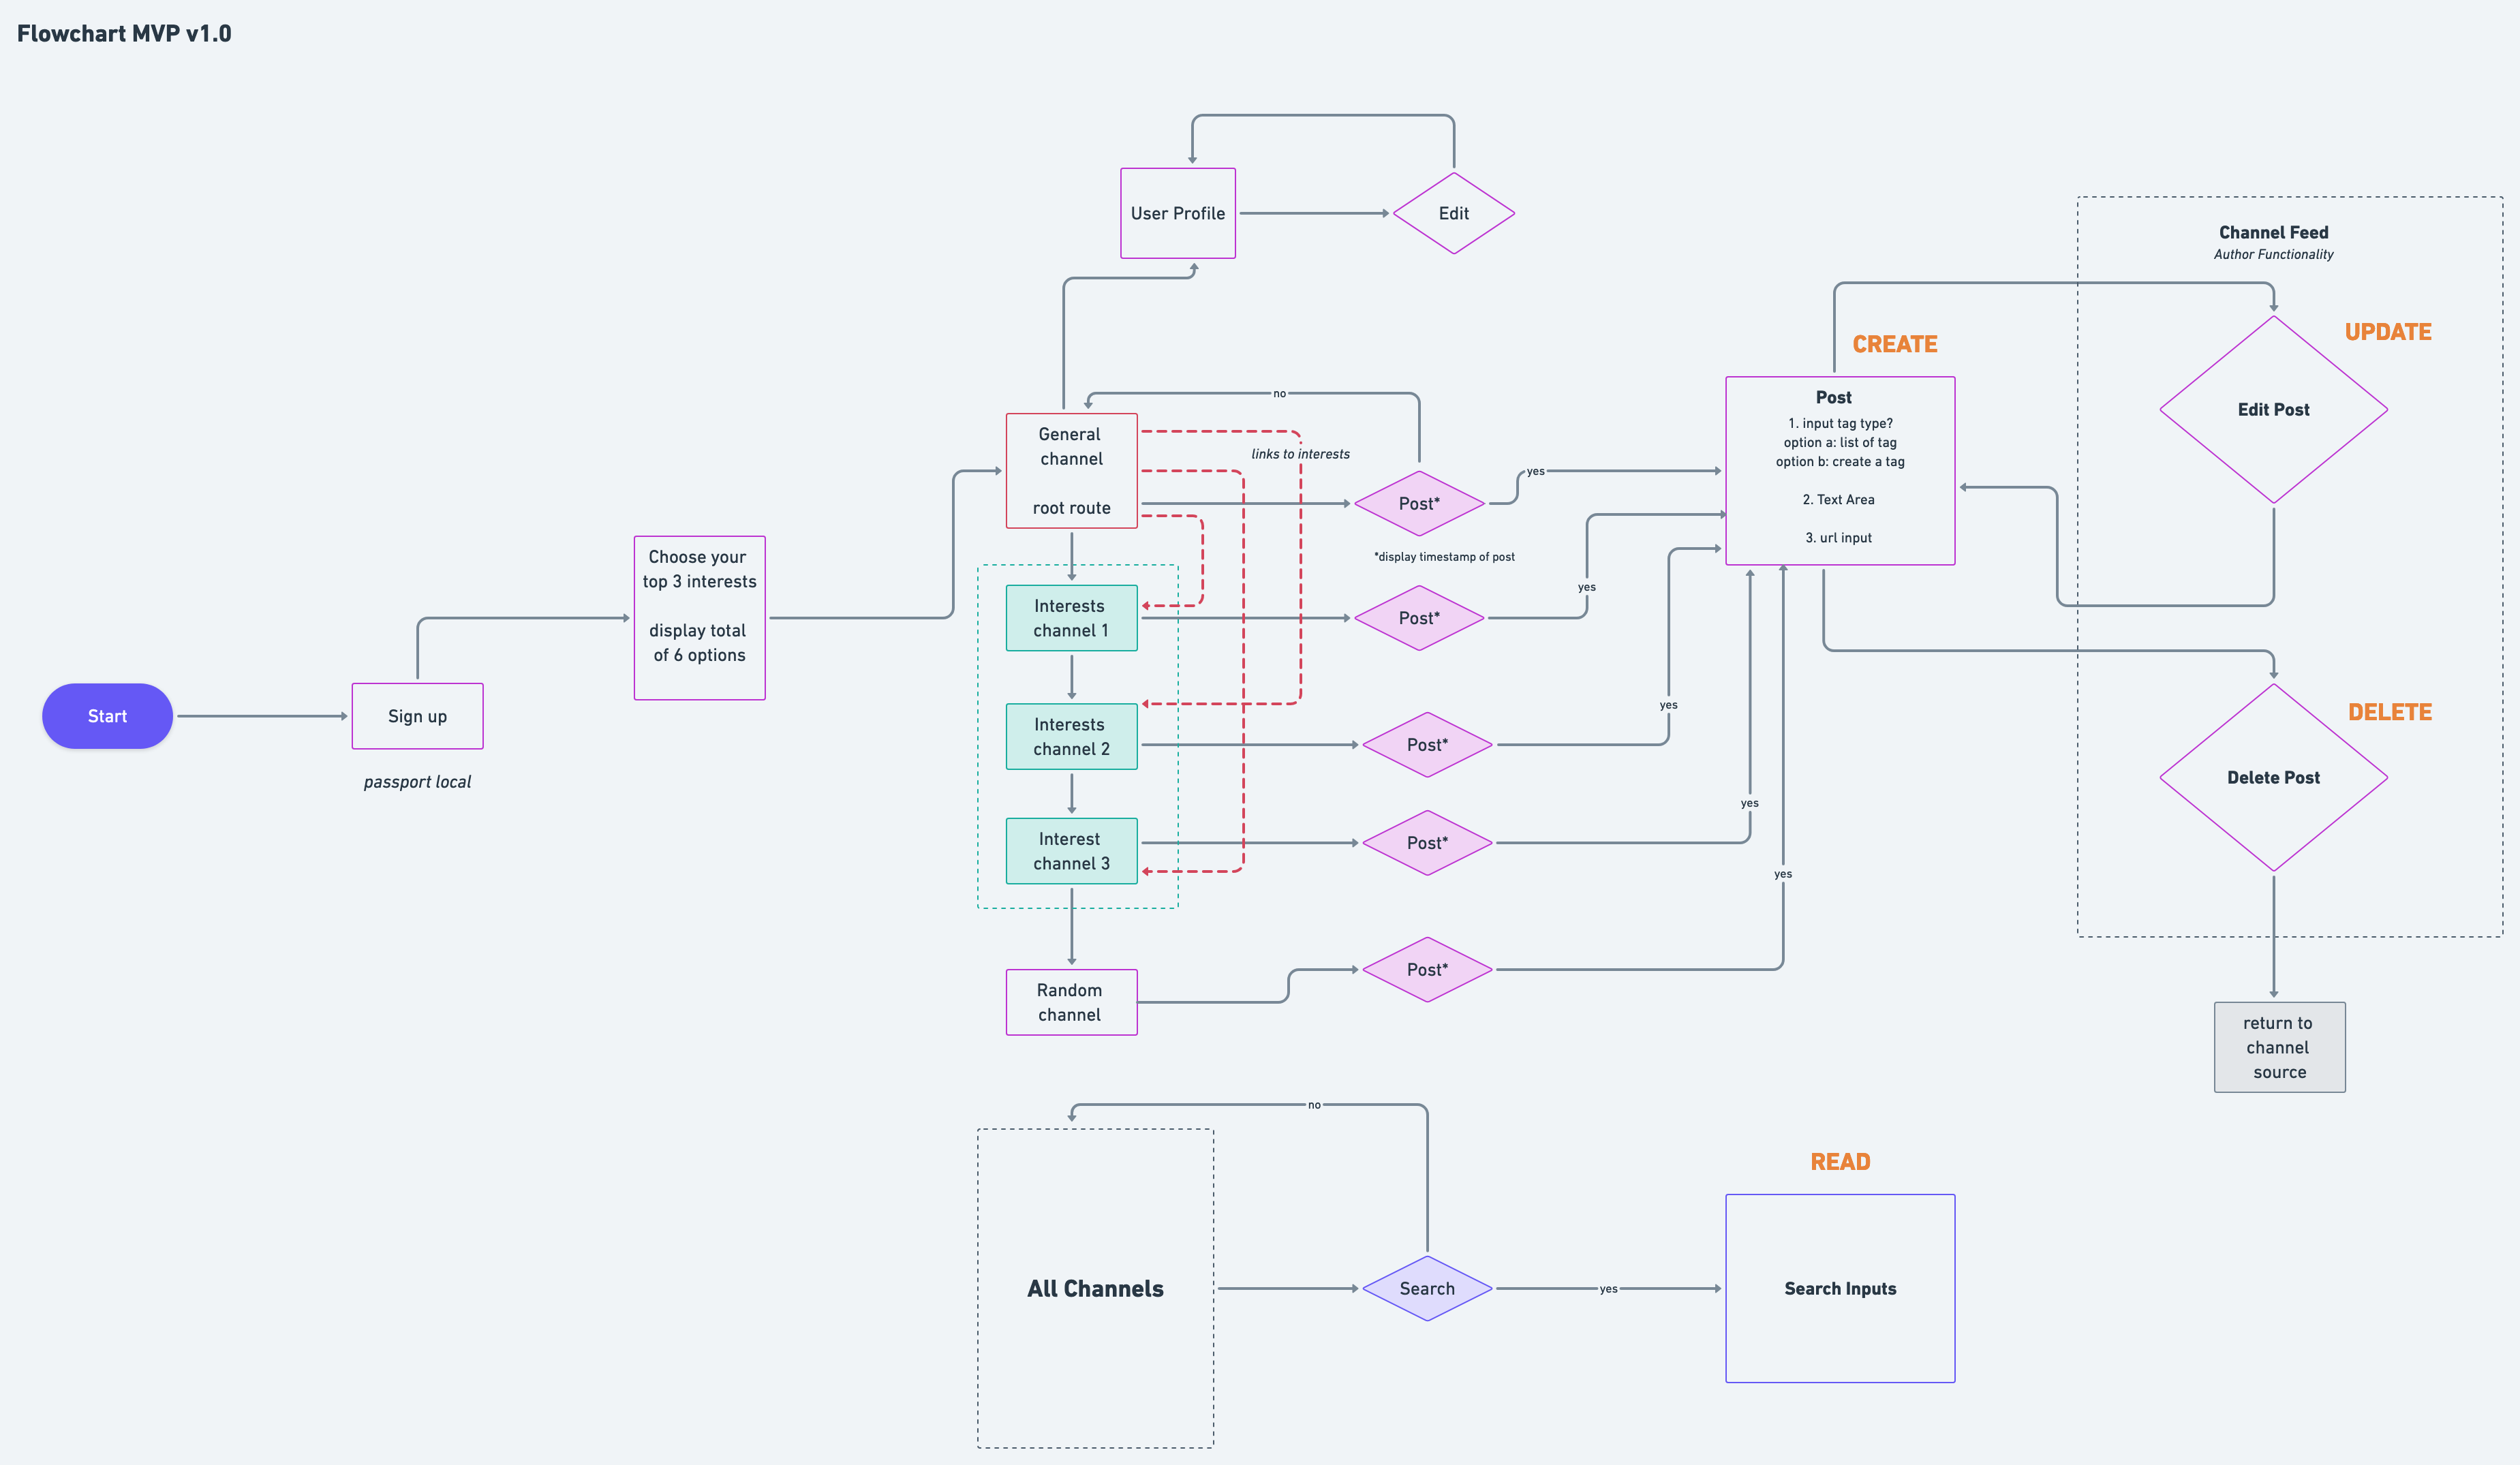 Flowchart MVP v1.0
User Profile
Edit
Channel Feed
Author Functionality
UPDATE
Edit Post
CREATE
Post
1. input tag type?
option a: list of tag
option b: create a tag
2. Text Area
3. url input
no
General
channel
root route
links to interests
Post*
yes
*display timestamp of post
Choose your
top 3 interests
display total
of 6 options
Interests
channel 1
Post*
yes
Start
Sign up
passport local
Interests
channel 2
Post*
yes
DELETE
Delete Post
Interest
channel 3
Post*
yes
yes
Random
channel
Post*
return to
channel
source
no
READ
All Channels
Search
yes
Search Inputs